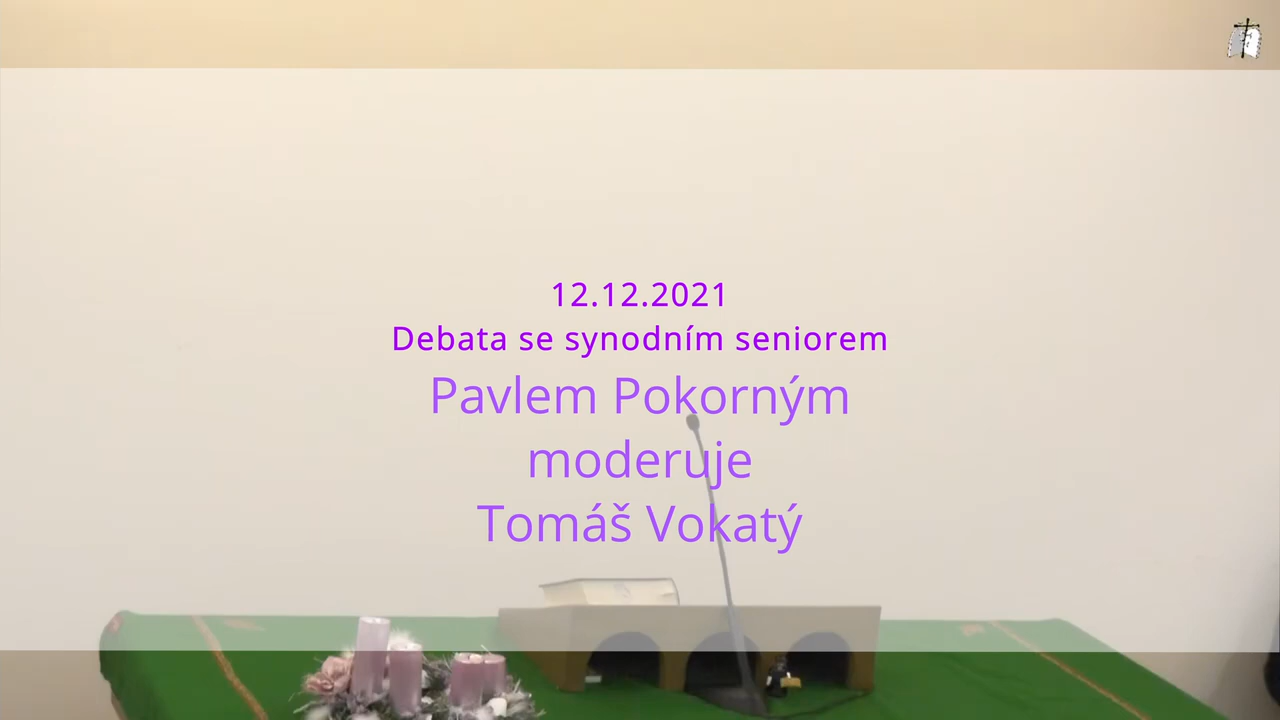 12.12.2021
Debata se synodním seniorem
Pavlem Pokorným
moderuje
Tomáš Vokatý